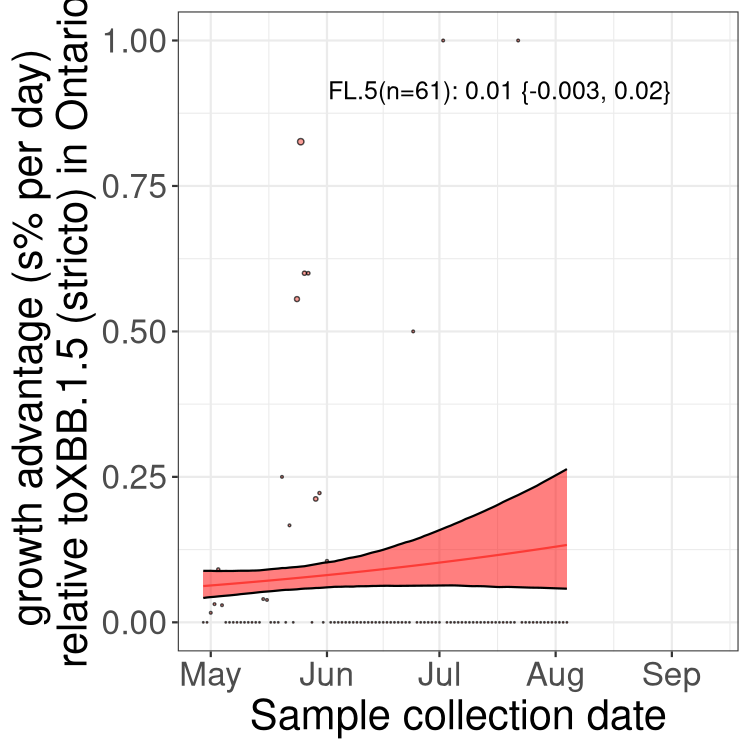 growth advantage (s% per day)
relative toXBB.1.5 (stricto) in Ontario
1.00
0.75
0.50
0.25
0.00
FL.5(n=61): 0.01 {-0.003, 0.02}
May Jun Jul Aug Sep
Sample collection date